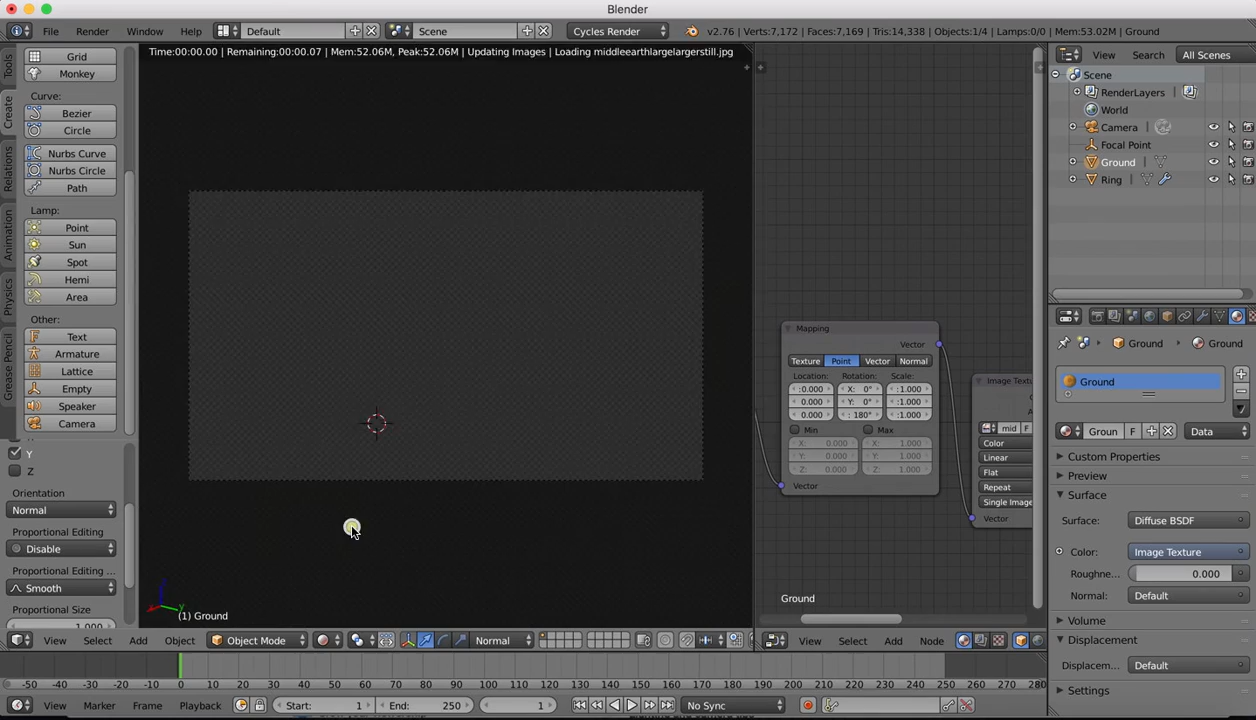 Blender
File
Render
Window
Help
Default
Scene
Cycles Render
v2.76 | Verts:7,172 | Faces:7,169 | Tris:14,338 | Objects:1/4 | Lamps:0/0 | Mem:53.02M | Ground
Tools
Create
Relations
Animation
Physics
Grease Pencil
Grid
Monkey
Curve:
Bezier
Circle
Nurbs Curve
Nurbs Circle
Path
Lamp:
Point
Sun
Spot
Hemi
Area
Other:
Text
Armature
Lattice
Empty
Speaker
Camera
Y
Z
Orientation
Normal
Proportional Editing
Disable
Proportional Editing ...
Smooth
Proportional Size
1.000
Time:00:00.00 | Remaining:00:00.07 | Mem:52.06M, Peak:52.06M | Updating Images | Loading middleearthlargelargerstill.jpg
(1) Ground
View
Select
Add
Object
Object Mode
Normal
Mapping
Vector
Texture
Point
Vector
Normal
Location:
Rotation:
Scale:
0.000
X: 0°
1.000
0.000
Y: 0°
1.000
0.000
: 180°
1.000
Min
Max
X: 0.000
X: 1.000
Y: 0.000
Y: 1.000
Z: 0.000
Z: 1.000
Vector
Image Textu
mid
F
Color
Linear
Flat
Repeat
Single Image
Vector
Ground
View
Select
Add
Node
View
Search
All Scenes
Scene
RenderLayers
World
Camera
Focal Point
Ground
Ring
Ground
Ground
Ground
Groun
F
Data
Custom Properties
Preview
Surface
Surface:
Diffuse BSDF
Color:
Image Texture
Roughne...
0.000
Normal:
Default
Volume
Displacement
Displacem...
Default
Settings
-50 -40 -30 -20 -10 0 10 20 30 40 50 60 70 80 90 100 110 120 130 140 150 160 170 180 190 200 210 220 230 240 250 260 270 280
View
Marker
Frame
Playback
Start: 1
End: 250
1
No Sync